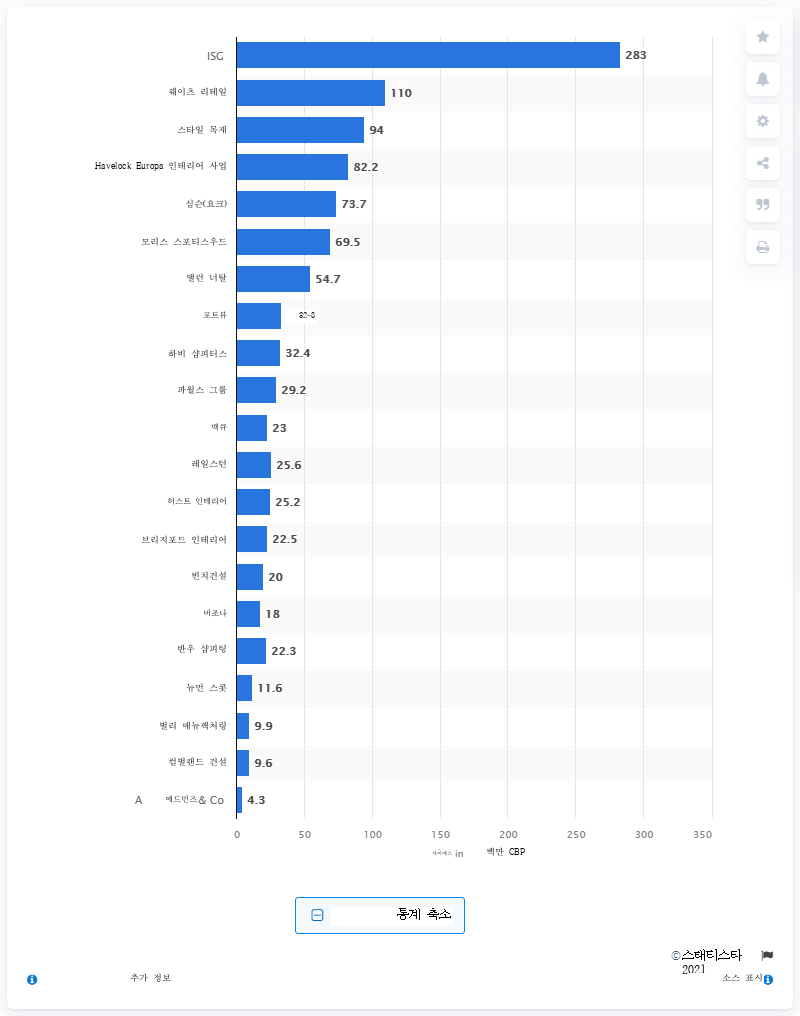 ISG 283
웨이츠 리테일 110
스타일 목재 94
Havelock Europa 인테리어 사업 82.2
심슨(요크) 73.7
모리스 스포티스우드 69.5
앨런 너탈 54.7
포트뷰
하비 샵피터스 32.4
파월스 그룹 29.2
맥큐 23
레일스턴 25.6
허스트 인테리어 25.2
브리지포드 인테리어 22.5
빈치건설 20
비조나 18
반우 샵피팅 22.3
뉴먼 스콧 11.6
벌리 매뉴팩처링 9.9
컴벌랜드 건설 9.6
A 에드먼즈& Co 4.3
0 50 100 150 200 250 300 350
in 백만 CBP
통계 축소
©스태티스타
2021
추가 정보 소스 표시